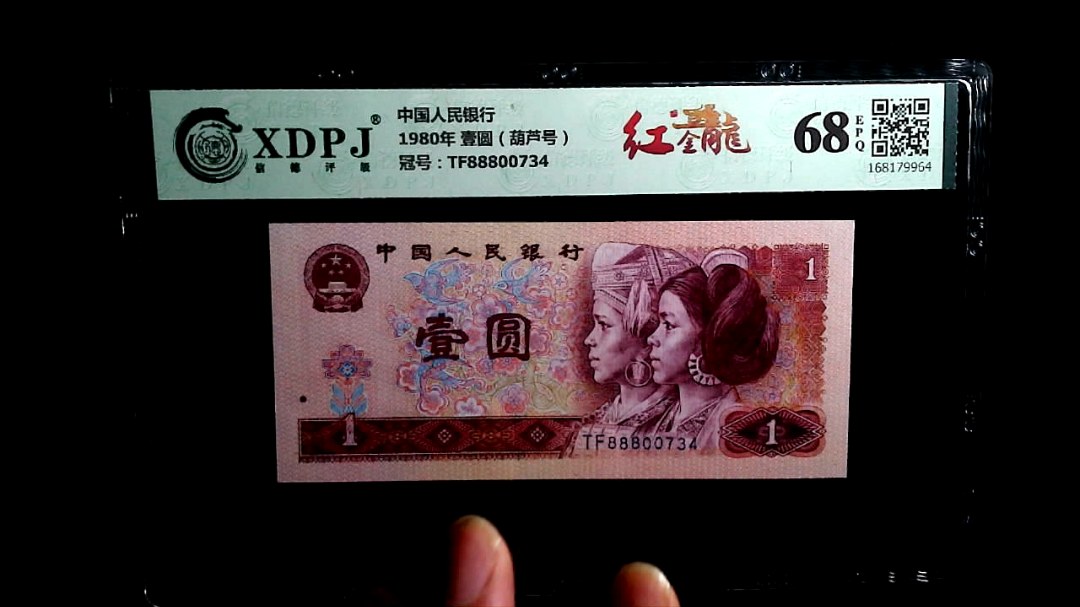 XDPJ®
信德评级
中国人民银行
1980年 壹圆（葫芦号）
冠号：TF88800734
红金龍
68
EPQ
168179964
中国人民银行
1
壹圆
1
TF88800734
1